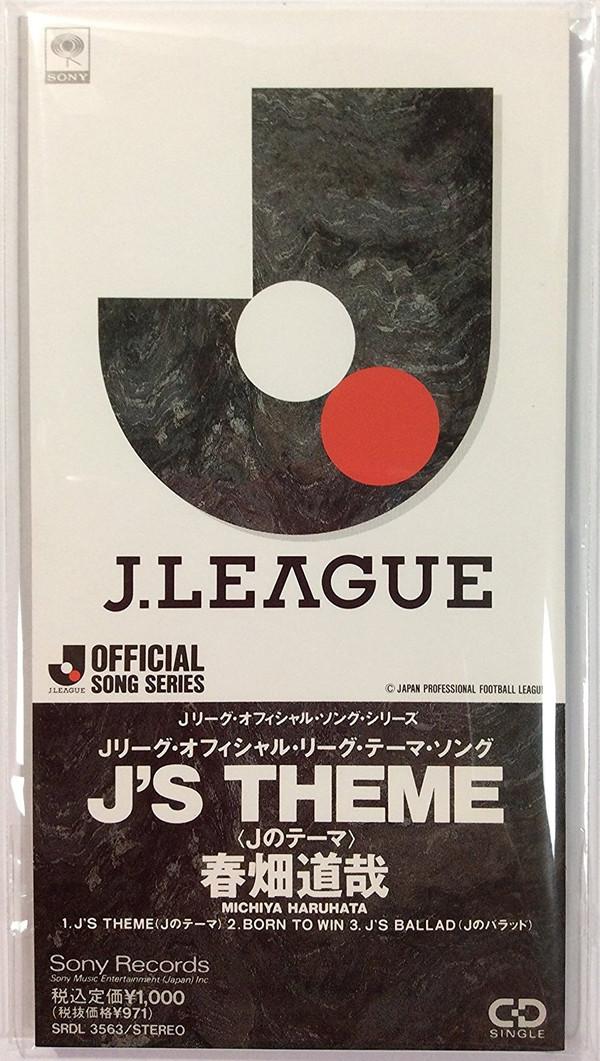 SONY
J.LEAGUE
J.LEAGUE
OFFICIAL
SONG SERIES
© JAPAN PROFESSIONAL FOOTBALL LEAGUE
Jリーグ・オフィシャル・ソング・シリーズ
Jリーグ・オフィシャル・リーグ・テーマ・ソング
J'S THEME
〈Jのテーマ〉
春畑道哉
MICHIYA HARUHATA
1. J'S THEME(Jのテーマ) 2. BORN TO WIN 3. J'S BALLAD(Jのバラッド)
Sony Records
Sony Music Entertainment (Japan) Inc.
税込定価¥1,000
(税抜価格¥971)
SRDL 3563/STEREO
CD
SINGLE